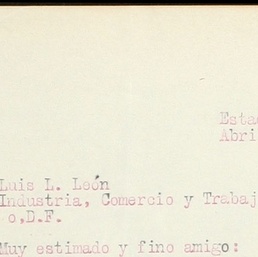 Esta
Abri
Luis L. León
Industria, Comercio y Trabaj
o,D.F.
Muy estimado y fino amigo: